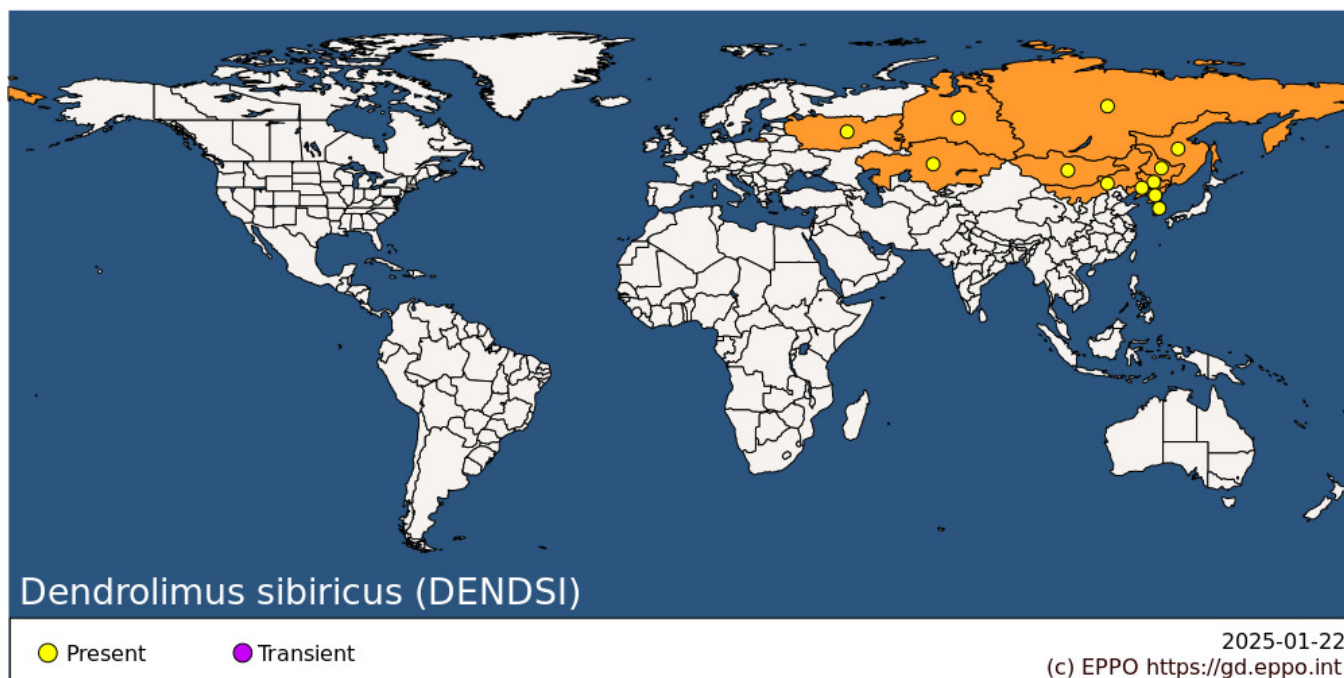 Dendrolimus sibiricus (DENDSI)
Present
Transient
2025-01-22
(c) EPPO https://gd.eppo.int